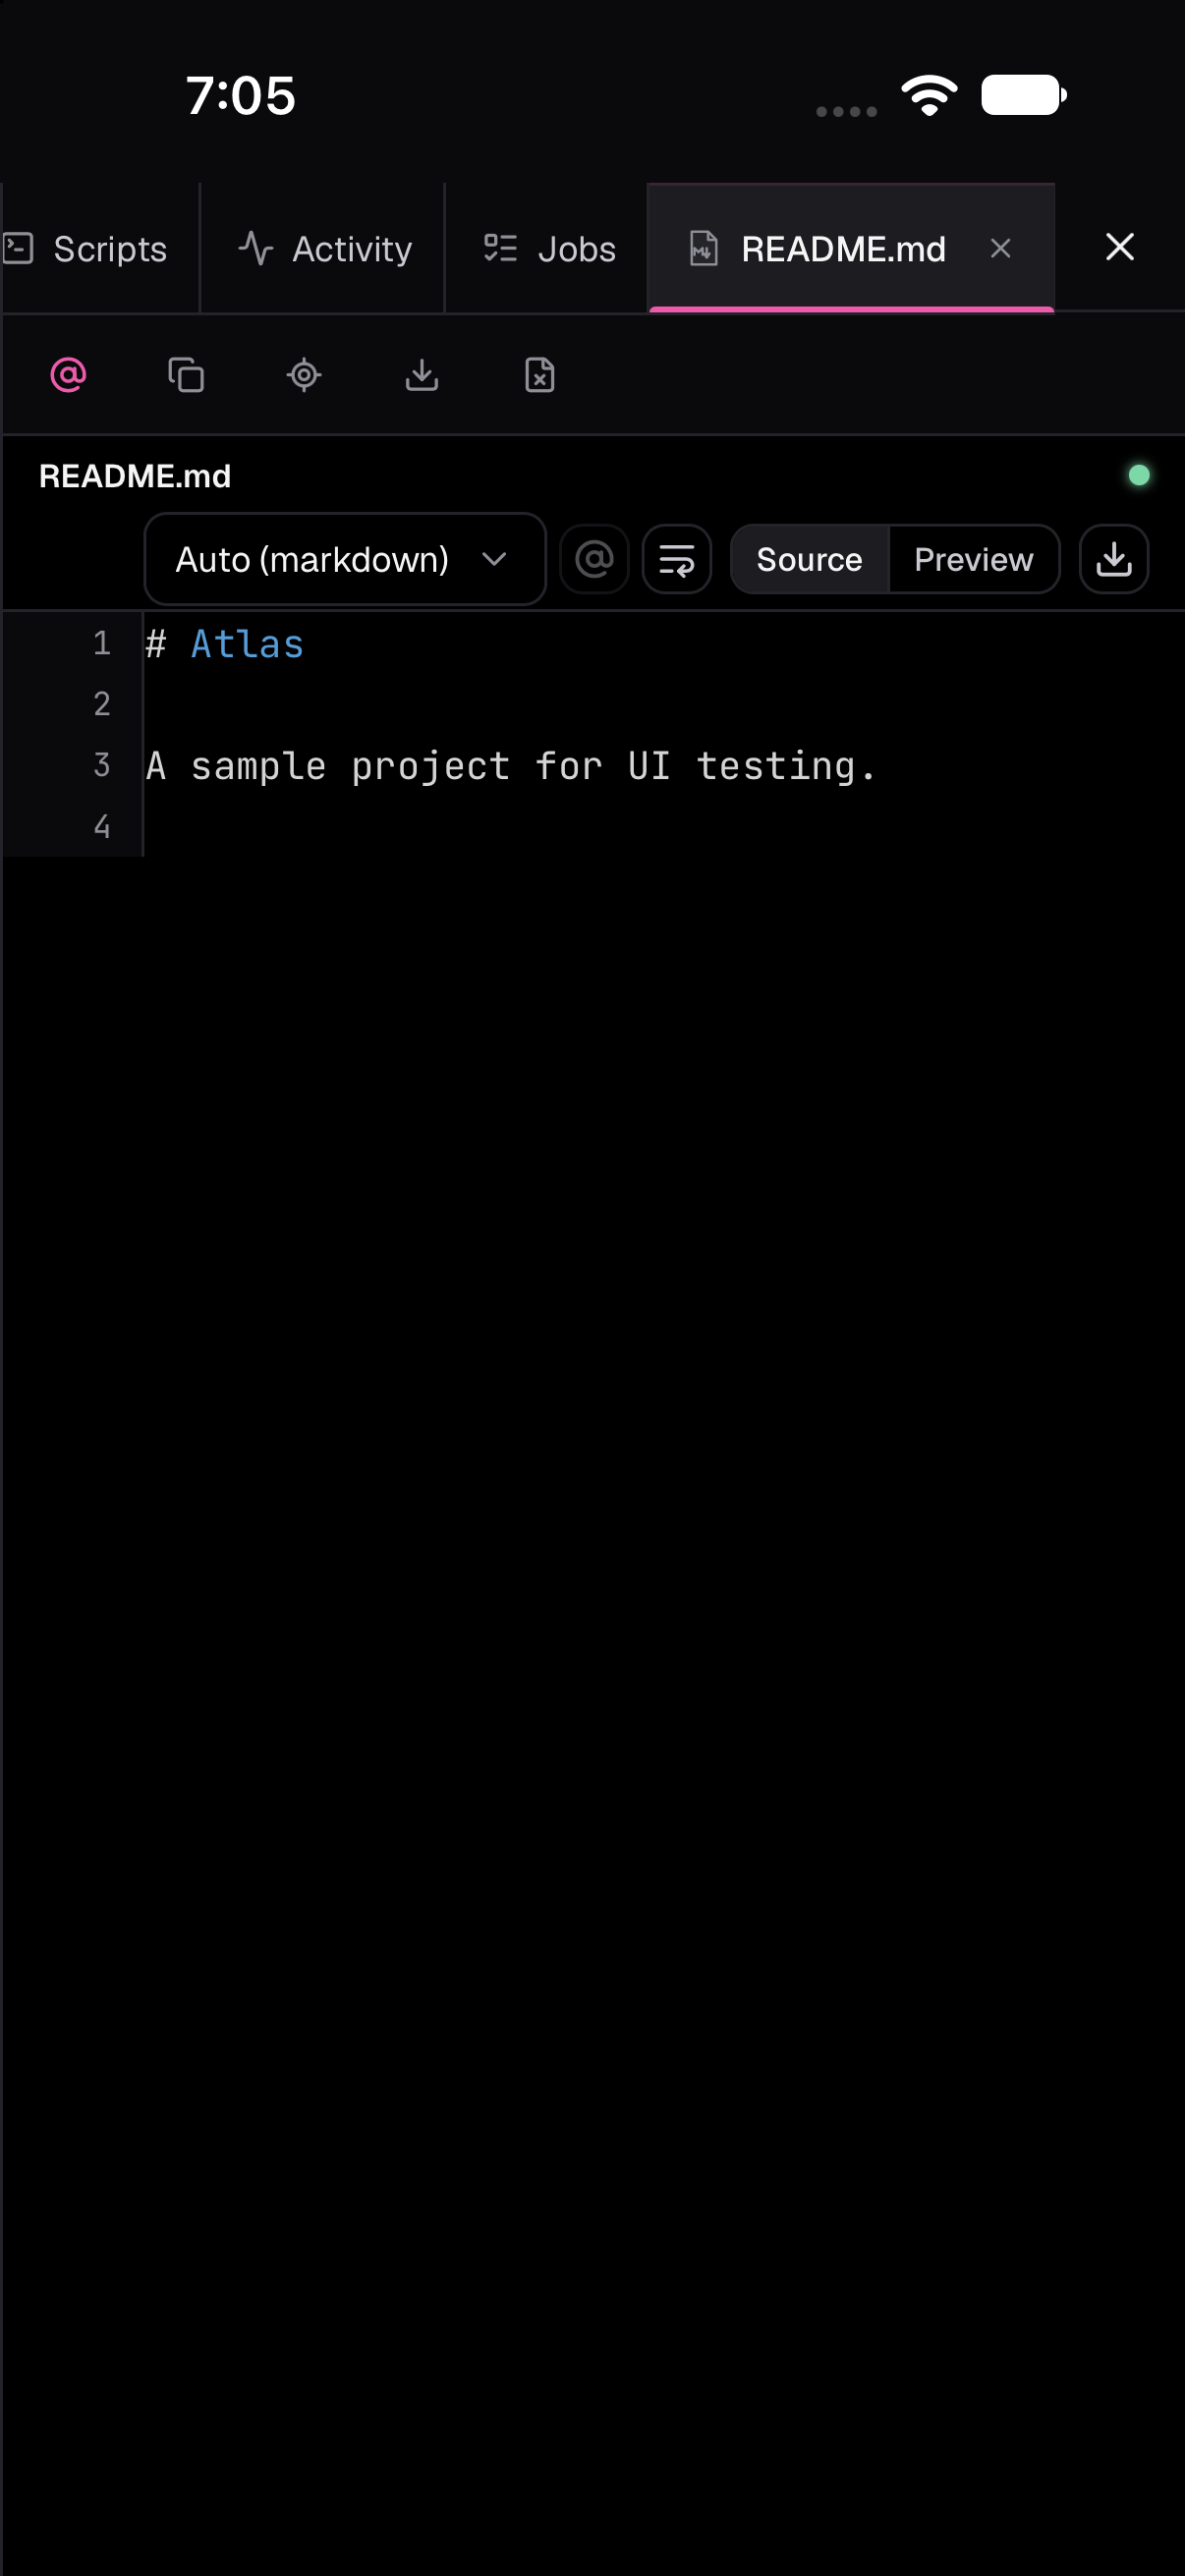 7:05
Scripts Activity Jobs README.md
README.md
Auto (markdown) Source Preview
1 # Atlas
2
3 A sample project for UI testing.
4